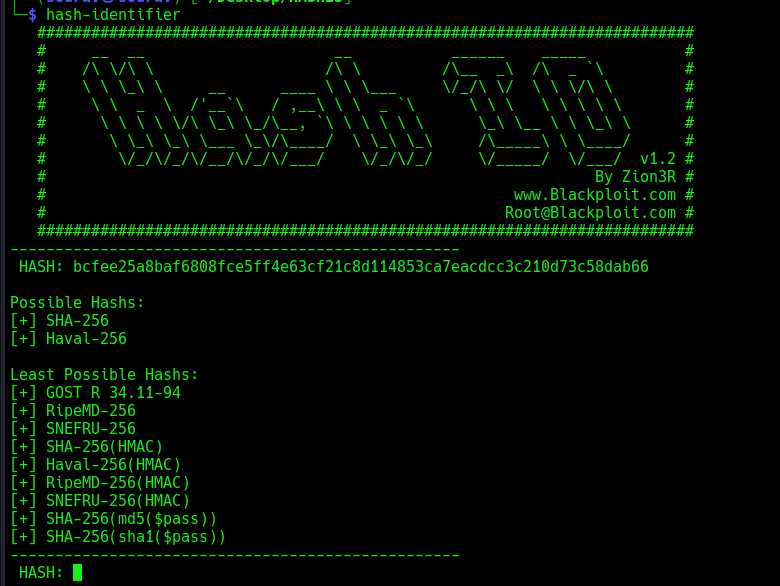 $ hash-identifier
#########################################################################
#     __  __                     __           ______    _____           #
#    /\ \/\ \                   /\ \         /\__  _\  /\  _ `\         #
#    \ \ \_\ \     __      ____ \ \ \___     \/_/\ \/  \ \ \/\ \        #
#     \ \  _  \  /'__`\   / ,__\ \ \  _ `\      \ \ \   \ \ \ \ \       #
#      \ \ \ \ \/\ \_\ \_/\__, `\ \ \ \ \ \      \_\ \__ \ \ \_\ \      #
#       \ \_\ \_\ \___ \_\/\____/  \ \_\ \_\     /\_____\ \ \____/      #
#        \/_/\/_/\/__/\/_/\/___/    \/_/\/_/     \/_____/  \/___/  v1.2 #
#                                                             By Zion3R #
#                                                    www.Blackploit.com #
#                                                   Root@Blackploit.com #
#########################################################################
--------------------------------------------------
HASH: bcfee25a8baf6808fce5ff4e63cf21c8d114853ca7eacdcc3c210d73c58dab66
Possible Hashs:
[+] SHA-256
[+] Haval-256
Least Possible Hashs:
[+] GOST R 34.11-94
[+] RipeMD-256
[+] SNEFRU-256
[+] SHA-256(HMAC)
[+] Haval-256(HMAC)
[+] RipeMD-256(HMAC)
[+] SNEFRU-256(HMAC)
[+] SHA-256(md5($pass))
[+] SHA-256(sha1($pass))
--------------------------------------------------
HASH: